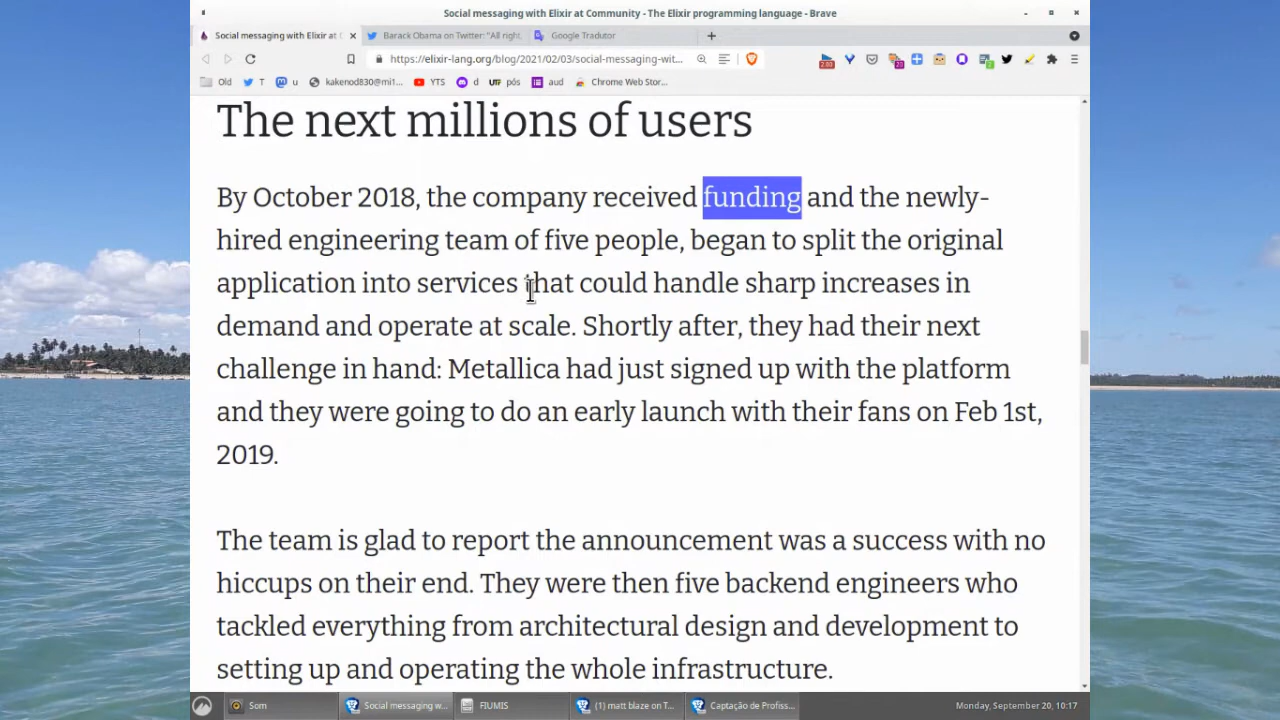 Social messaging with Elixir at Community - The Elixir programming language - Brave
Social messaging with Elixir at C
Barack Obama on Twitter: "All right,
Google Tradutor
https://elixir-lang.org/blog/2021/02/03/social-messaging-wit...
Old
T
u
kakenod830@mi1...
YTS
d
UTF pós
aud
Chrome Web Stor...
The next millions of users
By October 2018, the company received funding and the newly-
hired engineering team of five people, began to split the original
application into services that could handle sharp increases in
demand and operate at scale. Shortly after, they had their next
challenge in hand: Metallica had just signed up with the platform
and they were going to do an early launch with their fans on Feb 1st,
2019.
The team is glad to report the announcement was a success with no
hiccups on their end. They were then five backend engineers who
tackled everything from architectural design and development to
setting up and operating the whole infrastructure.
Som
Social messaging w...
FIUMIS
(1) matt blaze on T...
Captação de Profiss...
Monday, September 20, 10:17